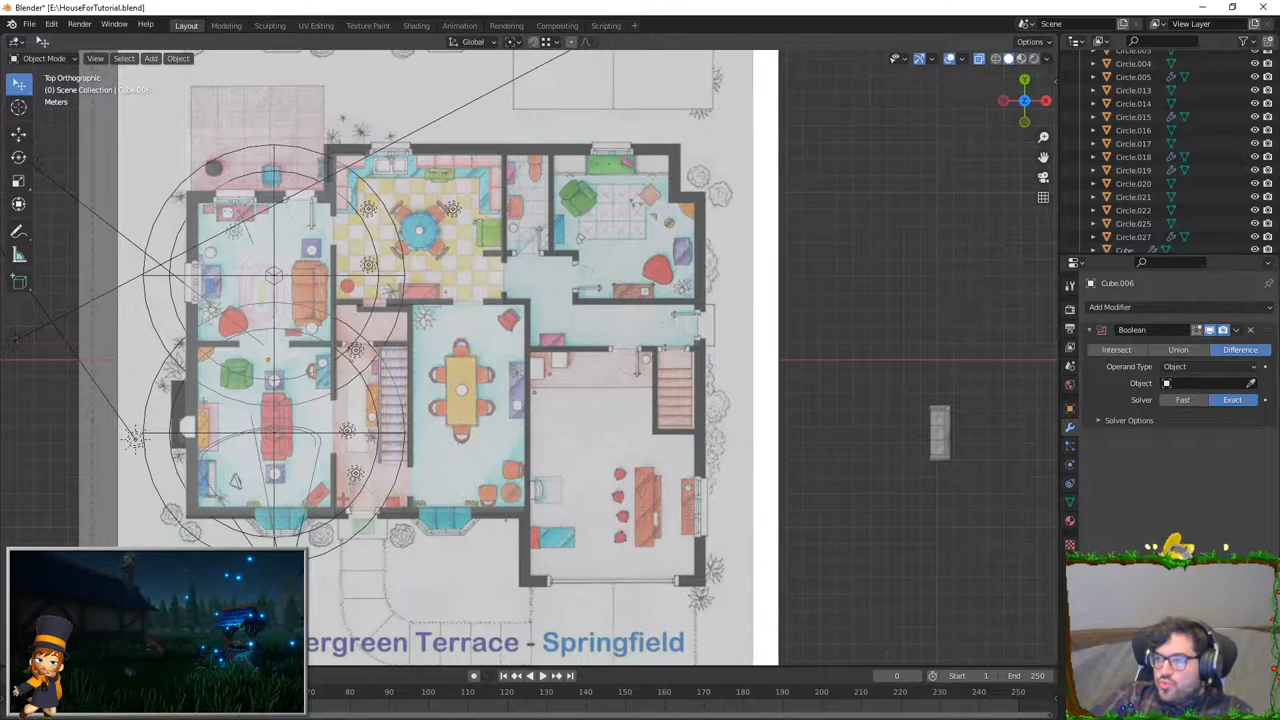 Blender* [E:\HouseForTutorial.blend]
File Edit Render Window Help Layout Modeling Sculpting UV Editing Texture Paint Shading Animation Rendering Compositing Scripting + Scene View Layer
Global Options
Object Mode View Select Add Object
Top Orthographic
(0) Scene Collection | Cube.006
Meters
Circle.003
Circle.004
Circle.005
Circle.013
Circle.014
Circle.015
Circle.016
Circle.017
Circle.018
Circle.019
Circle.020
Circle.021
Circle.022
Circle.027
Cube
Cube.006
Add Modifier
Boolean
Intersect Union Difference
Operand Type Object
Object
Solver Fast Exact
Solver Options
ergreen Terrace - Springfield
0 Start 1 End 250
70 80 90 100 110 120 130 140 150 160 170 180 190 200 210 220 230 240 250